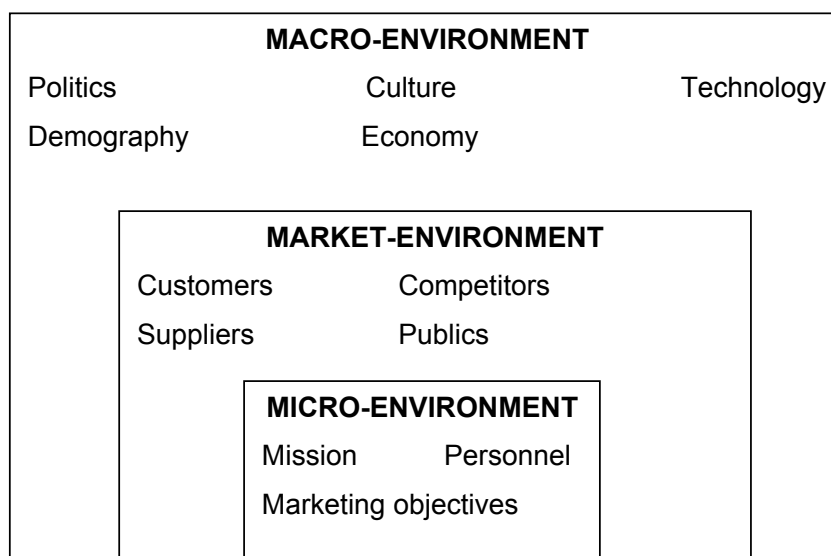 MACRO-ENVIRONMENT
Politics Culture Technology
Demography Economy
MARKET-ENVIRONMENT
Customers Competitors
Suppliers Publics
MICRO-ENVIRONMENT
Mission Personnel
Marketing objectives